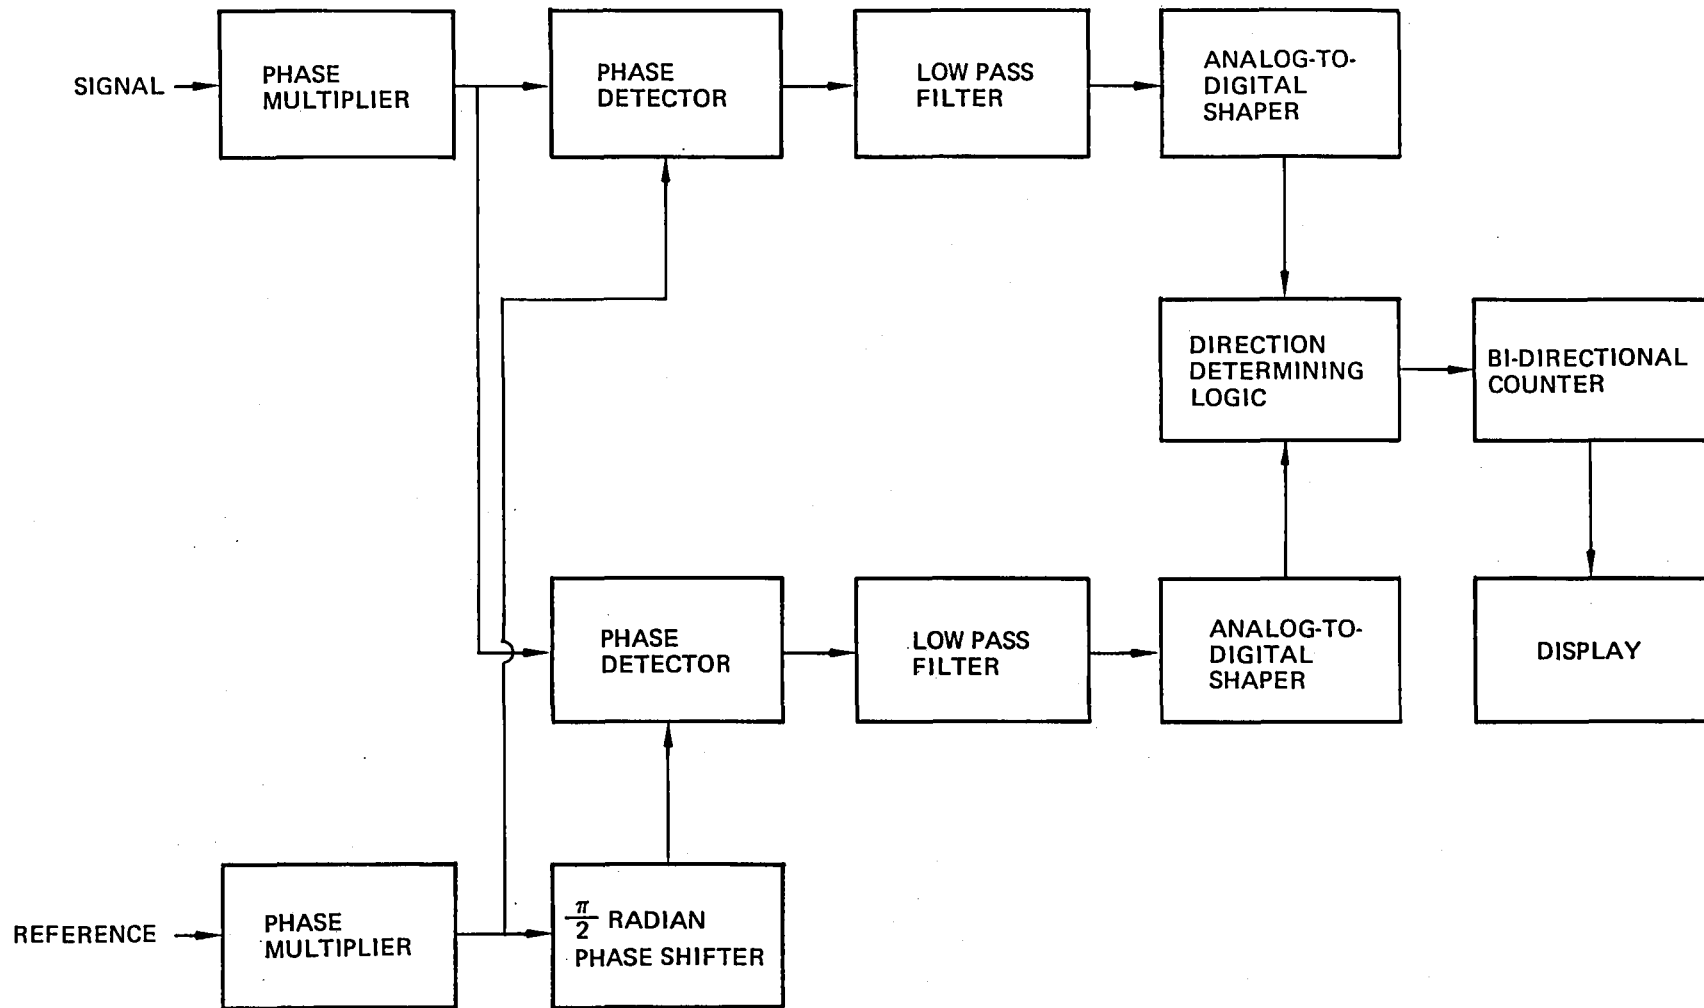 SIGNAL
PHASE
MULTIPLIER
PHASE
DETECTOR
LOW PASS
FILTER
ANALOG-TO-
DIGITAL
SHAPER
DIRECTION
DETERMINING
LOGIC
BI-DIRECTIONAL
COUNTER
PHASE
DETECTOR
LOW PASS
FILTER
ANALOG-TO-
DIGITAL
SHAPER
DISPLAY
REFERENCE
PHASE
MULTIPLIER
π/2 RADIAN
PHASE SHIFTER